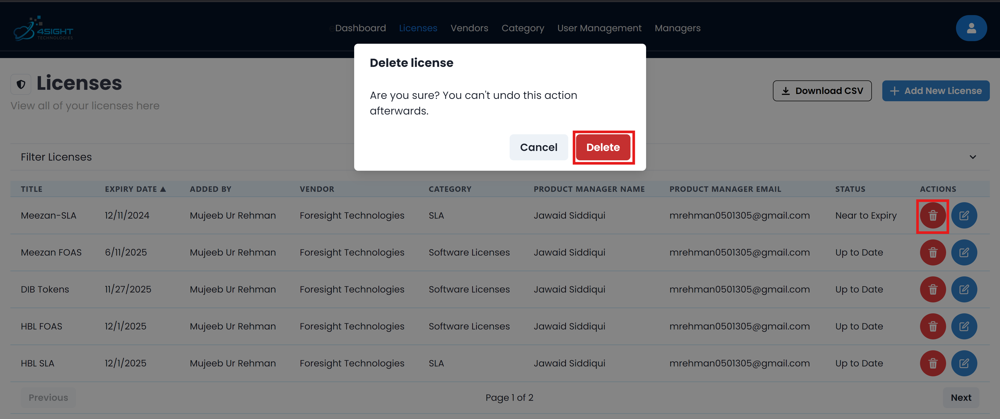 4SIGHT
TECHNOLOGIES
Dashboard Licenses Vendors Category User Management Managers
Delete license
Are you sure? You can't undo this action
afterwards.
Cancel Delete
Licenses
View all of your licenses here
Download CSV
Add New License
Filter Licenses
TITLE EXPIRY DATE ▲ ADDED BY VENDOR CATEGORY PRODUCT MANAGER NAME PRODUCT MANAGER EMAIL STATUS ACTIONS
Meezan-SLA 12/11/2024 Mujeeb Ur Rehman Foresight Technologies SLA Jawaid Siddiqui mrehman0501305@gmail.com Near to Expiry
Meezan FOAS 6/11/2025 Mujeeb Ur Rehman Foresight Technologies Software Licenses Jawaid Siddiqui mrehman0501305@gmail.com Up to Date
DIB Tokens 11/27/2025 Mujeeb Ur Rehman Foresight Technologies Software Licenses Jawaid Siddiqui mrehman0501305@gmail.com Up to Date
HBL FOAS 12/1/2025 Mujeeb Ur Rehman Foresight Technologies Software Licenses Jawaid Siddiqui mrehman0501305@gmail.com Up to Date
HBL SLA 12/1/2025 Mujeeb Ur Rehman Foresight Technologies SLA Jawaid Siddiqui mrehman0501305@gmail.com Up to Date
Previous Page 1 of 2 Next